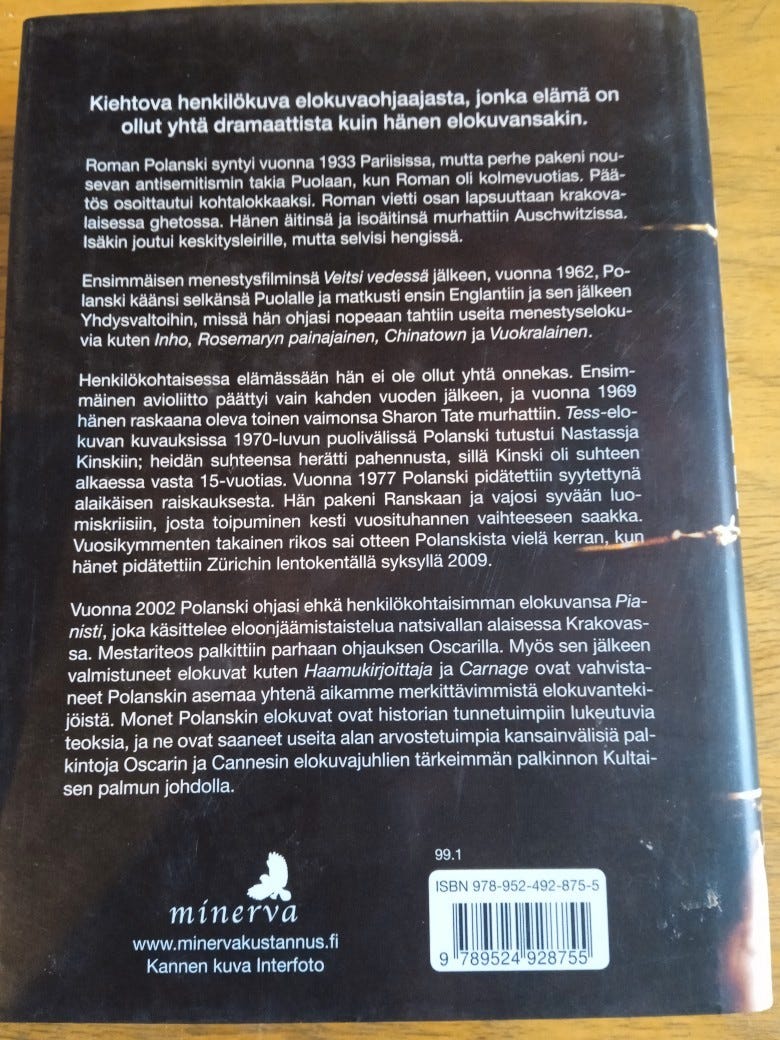 Kiehtova henkilökuva elokuvaohjaajasta, jonka elämä on
ollut yhtä dramaattista kuin hänen elokuvansakin.
Roman Polanski syntyi vuonna 1933 Pariisissa, mutta perhe pakeni nou-
sevan antisemitismin takia Puolaan, kun Roman oli kolmevuotias. Pää-
tös osoittautui kohtalokkaaksi. Roman vietti osan lapsuuttaan krakova-
laisessa ghetossa. Hänen äitinsä ja isoäitinsä murhattiin Auschwitzissa.
Isäkin joutui keskitysleirille, mutta selvisi hengissä.
Ensimmäisen menestysfilminsä Veitsi vedessä jälkeen, vuonna 1962, Po-
lanski käänsi selkänsä Puolalle ja matkusti ensin Englantiin ja sen jälkeen
Yhdysvaltoihin, missä hän ohjasi nopeaan tahtiin useita menestyseloku-
via kuten Inho, Rosemaryn painajainen, Chinatown ja Vuokralainen.
Henkilökohtaisessa elämässään hän ei ole ollut yhtä onnekas. Ensim-
mäinen avioliitto päättyi vain kahden vuoden jälkeen, ja vuonna 1969
hänen raskaana oleva toinen vaimonsa Sharon Tate murhattiin. Tess-elo-
kuvan kuvauksissa 1970-luvun puolivälissä Polanski tutustui Nastassja
Kinskiin; heidän suhteensa herätti pahennusta, sillä Kinski oli suhteen
alkaessa vasta 15-vuotias. Vuonna 1977 Polanski pidätettiin syytettynä
alaikäisen raiskauksesta. Hän pakeni Ranskaan ja vajosi syvään luo-
miskriisiin, josta toipuminen kesti vuosituhannen vaihteeseen saakka.
Vuosikymmenten takainen rikos sai otteen Polanskista vielä kerran, kun
hänet pidätettiin Zürichin lentokentällä syksyllä 2009.
Vuonna 2002 Polanski ohjasi ehkä henkilökohtaisimman elokuvansa Pia-
nisti, joka käsittelee eloonjäämistaistelua natsivallan alaisessa Krakovas-
sa. Mestariteos palkittiin parhaan ohjauksen Oscarilla. Myös sen jälkeen
valmistuneet elokuvat kuten Haamukirjoittaja ja Carnage ovat vahvista-
neet Polanskin asemaa yhtenä aikamme merkittävimmistä elokuvanteki-
jöistä. Monet Polanskin elokuvat ovat historian tunnetuimpiin lukeutuvia
teoksia, ja ne ovat saaneet useita alan arvostetuimpia kansainvälisiä pal-
kintoja Oscarin ja Cannesin elokuvajuhlien tärkeimmän palkinnon Kultai-
sen palmun johdolla.
99.1
ISBN 978-952-492-875-5
9 789524 928755
minerva
www.minervakustannus.fi
Kannen kuva Interfoto